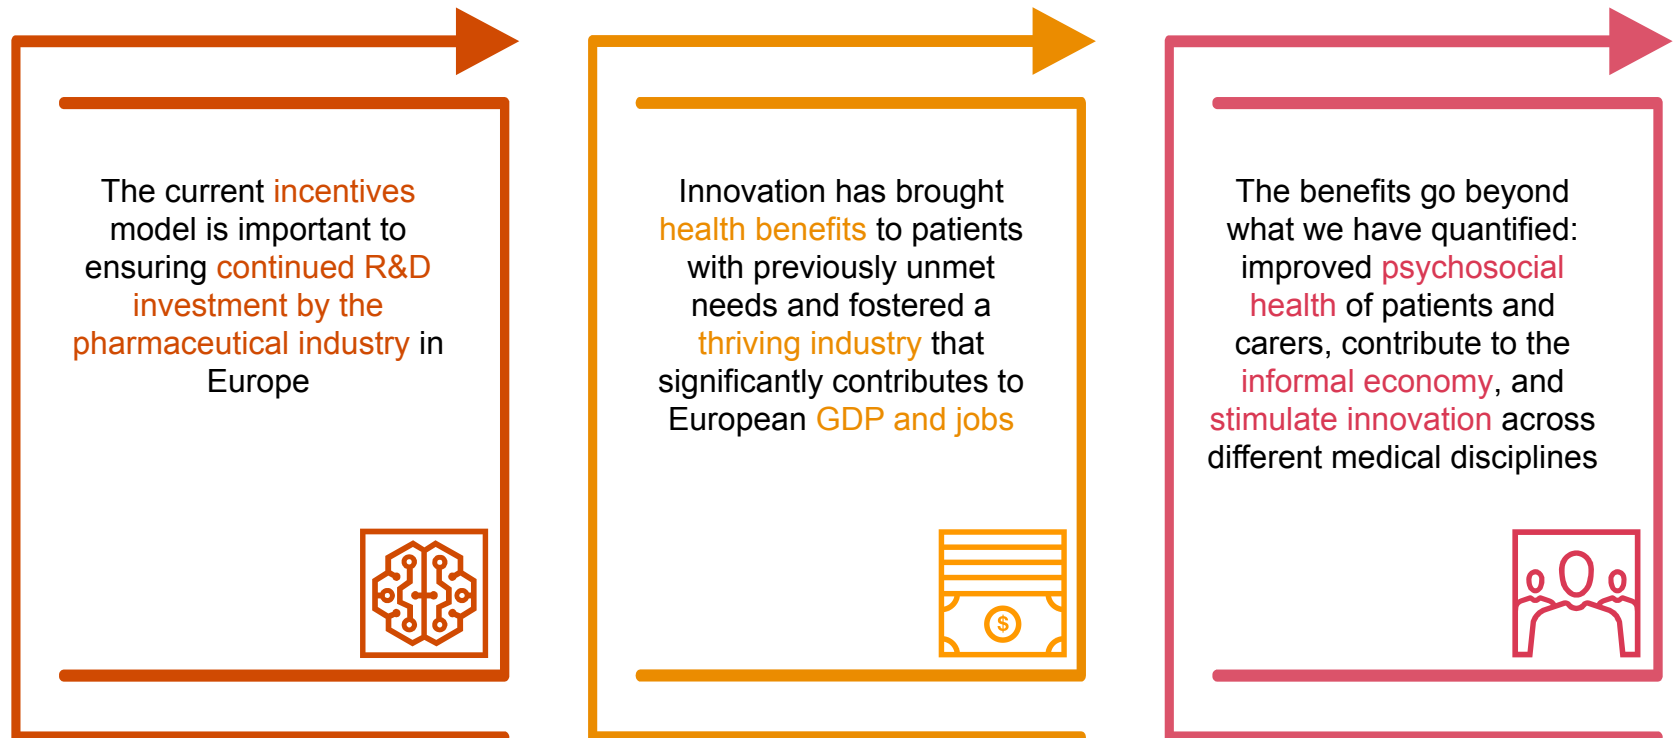 The current incentives
model is important to
ensuring continued R&D
investment by the
pharmaceutical industry in
Europe
Innovation has brought
health benefits to patients
with previously unmet
needs and fostered a
thriving industry that
significantly contributes to
European GDP and jobs
$
The benefits go beyond
what we have quantified:
improved psychosocial
health of patients and
carers, contribute to the
informal economy, and
stimulate innovation across
different medical disciplines